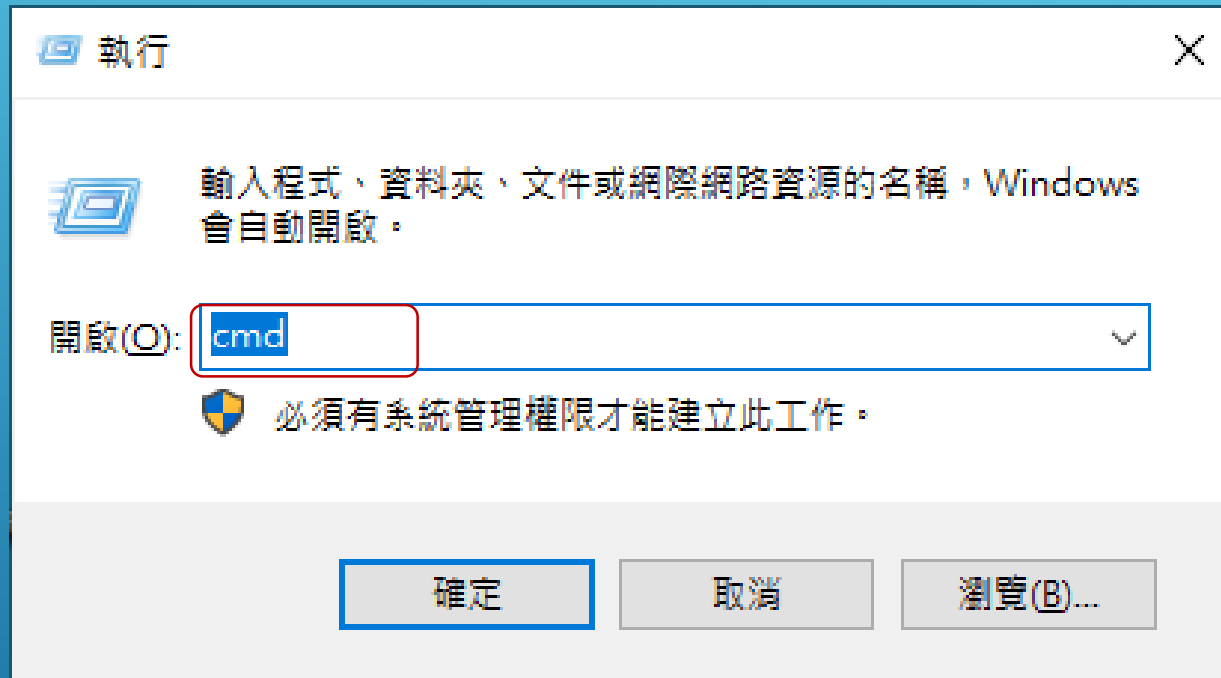 執行
輸入程式、資料夾、文件或網際網路資源的名稱，Windows
會自動開啟。
開啟(O): cmd
必須有系統管理權限才能建立此工作。
確定 取消 瀏覽(B)...